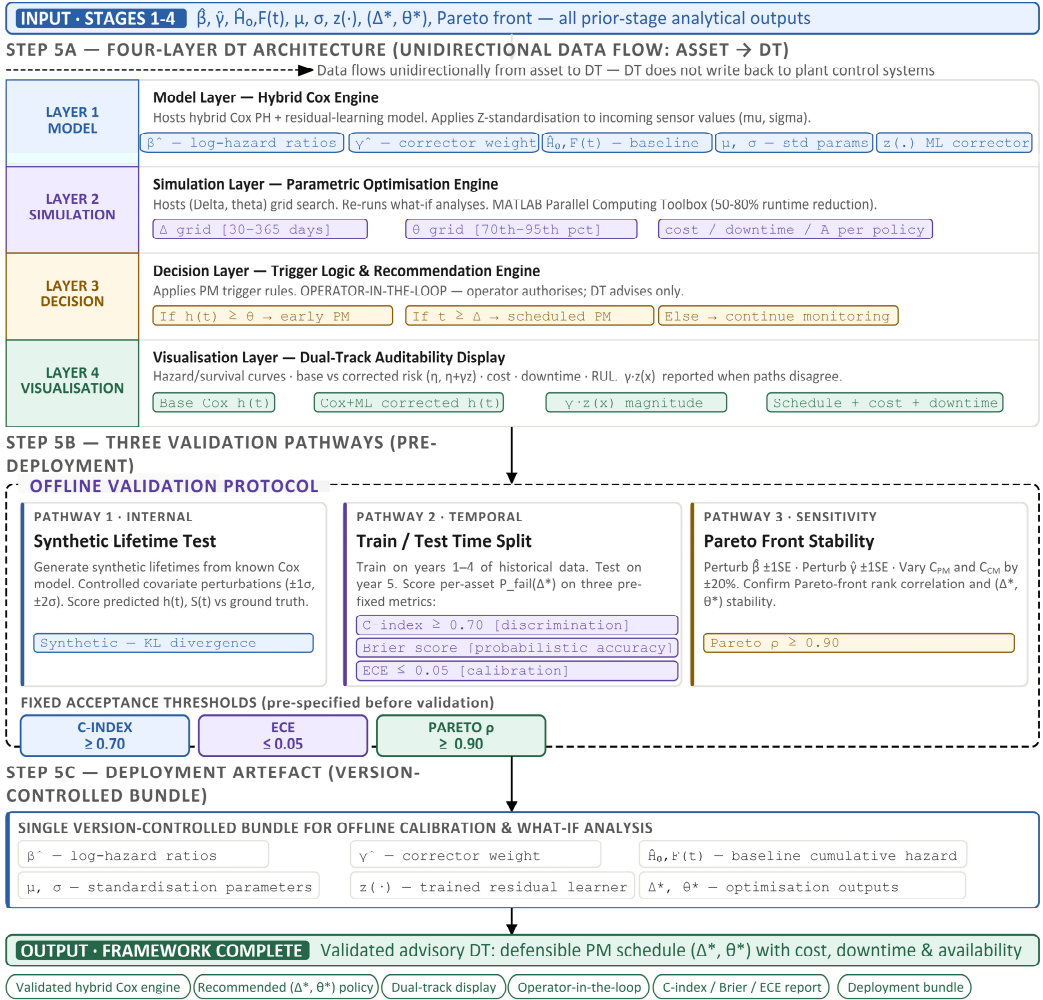 INPUT · STAGES 1-4 β̂, γ̂, Ĥ₀,F(t), μ, σ, z(·), (Δ*, θ*), Pareto front — all prior-stage analytical outputs
STEP 5A — FOUR-LAYER DT ARCHITECTURE (UNIDIRECTIONAL DATA FLOW: ASSET → DT)
Data flows unidirectionally from asset to DT — DT does not write back to plant control systems
LAYER 1
MODEL
Model Layer — Hybrid Cox Engine
Hosts hybrid Cox PH + residual-learning model. Applies Z-standardisation to incoming sensor values (mu, sigma).
βˆ — log-hazard ratios
γˆ — corrector weight
Ĥ₀,F(t) — baseline
μ, σ — std params
z(.) ML corrector
LAYER 2
SIMULATION
Simulation Layer — Parametric Optimisation Engine
Hosts (Delta, theta) grid search. Re-runs what-if analyses. MATLAB Parallel Computing Toolbox (50-80% runtime reduction).
Δ grid [30–365 days]
θ grid [70th–95th pct]
cost / downtime / A per policy
LAYER 3
DECISION
Decision Layer — Trigger Logic & Recommendation Engine
Applies PM trigger rules. OPERATOR-IN-THE-LOOP — operator authorises; DT advises only.
If h(t) ≥ θ → early PM
If t ≥ Δ → scheduled PM
Else → continue monitoring
LAYER 4
VISUALISATION
Visualisation Layer — Dual-Track Auditability Display
Hazard/survival curves · base vs corrected risk (η, η+γz) · cost · downtime · RUL. γ·z(x) reported when paths disagree.
Base Cox h(t)
Cox+ML corrected h(t)
γ·z(x) magnitude
Schedule + cost + downtime
STEP 5B — THREE VALIDATION PATHWAYS (PRE-
DEPLOYMENT)
OFFLINE VALIDATION PROTOCOL
PATHWAY 1 · INTERNAL
Synthetic Lifetime Test
Generate synthetic lifetimes from known Cox
model. Controlled covariate perturbations (±1σ,
±2σ). Score predicted h(t), S(t) vs ground truth.
Synthetic — KL divergence
PATHWAY 2 · TEMPORAL
Train / Test Time Split
Train on years 1–4 of historical data. Test on
year 5. Score per-asset P_fail(Δ*) on three pre-
fixed metrics:
C index ≥ 0.70 [discrimination]
Brier score [probabilistic accuracy]
ECE ≤ 0.05 [calibration]
PATHWAY 3 · SENSITIVITY
Pareto Front Stability
Perturb β̂ ±1SE · Perturb γ̂ ±1SE · Vary C_PM and C_CM by
±20%. Confirm Pareto-front rank correlation and (Δ*,
θ*) stability.
Pareto ρ ≥ 0.90
FIXED ACCEPTANCE THRESHOLDS (pre-specified before validation)
C-INDEX
≥ 0.70
ECE
≤ 0.05
PARETO ρ
≥ 0.90
STEP 5C — DEPLOYMENT ARTEFACT (VERSION-
CONTROLLED BUNDLE)
SINGLE VERSION-CONTROLLED BUNDLE FOR OFFLINE CALIBRATION & WHAT-IF ANALYSIS
βˆ — log-hazard ratios
γˆ — corrector weight
Ĥ₀,F(t) — baseline cumulative hazard
μ, σ — standardisation parameters
z(·) — trained residual learner
Δ*, θ* — optimisation outputs
OUTPUT · FRAMEWORK COMPLETE Validated advisory DT: defensible PM schedule (Δ*, θ*) with cost, downtime & availability
Validated hybrid Cox engine
Recommended (Δ*, θ*) policy
Dual-track display
Operator-in-the-loop
C-index / Brier / ECE report
Deployment bundle